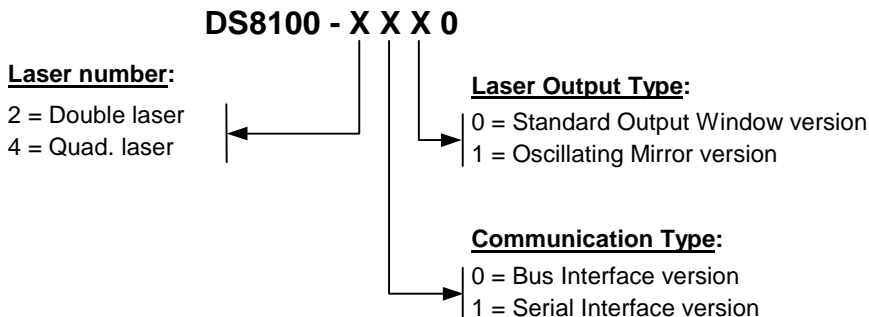 DS8100 - X X X 0
Laser number:
2 = Double laser
4 = Quad. laser
Laser Output Type:
0 = Standard Output Window version
1 = Oscillating Mirror version
Communication Type:
0 = Bus Interface version
1 = Serial Interface version